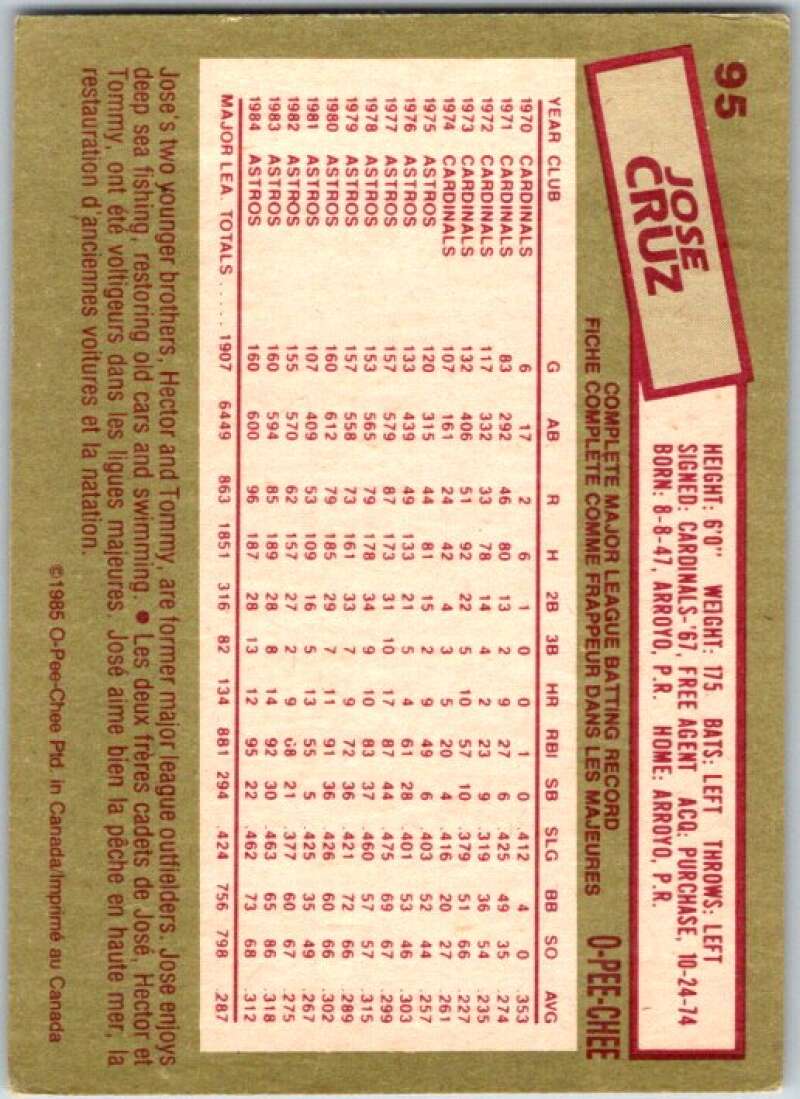 95
JOSE
CRUZ
HEIGHT: 6'0" WEIGHT: 175 BATS: LEFT THROWS: LEFT
SIGNED: CARDINALS-'67, FREE AGENT ACQ: PURCHASE, 10-24-74
BORN: 8-8-47, ARROYO, P.R. HOME: ARROYO, P.R.
COMPLETE MAJOR LEAGUE BATTING RECORD
FICHE COMPLÈTE COMME FRAPPEUR DANS LES MAJEURES
O-PEE-CHEE
YEAR CLUB G AB R H 2B 3B HR RBI SB SLG BB SO AVG
1970 CARDINALS 6 17 2 6 1 0 0 1 0 .412 4 0 .353
1971 CARDINALS 83 292 46 80 13 2 9 27 6 .425 49 35 .274
1972 CARDINALS 117 332 33 78 14 4 2 23 9 .319 36 54 .235
1973 CARDINALS 132 406 51 92 22 5 10 57 10 .379 51 66 .227
1974 CARDINALS 107 161 24 42 4 3 5 20 4 .416 20 27 .261
1975 ASTROS 120 315 44 81 15 2 9 49 6 .403 52 44 .257
1976 ASTROS 133 439 49 133 21 5 4 61 28 .401 53 46 .303
1977 ASTROS 157 579 87 173 31 10 17 87 44 .475 69 67 .299
1978 ASTROS 153 565 79 178 34 9 10 83 37 .460 57 57 .315
1979 ASTROS 157 558 73 161 33 7 9 72 36 .421 72 66 .289
1980 ASTROS 160 612 79 185 29 7 11 91 36 .426 60 66 .302
1981 ASTROS 107 409 53 109 16 5 13 55 5 .425 35 49 .267
1982 ASTROS 155 570 62 157 27 2 9 68 21 .377 60 67 .275
1983 ASTROS 160 594 85 189 28 8 14 92 30 .463 65 86 .318
1984 ASTROS 160 600 96 187 28 13 12 95 22 .462 73 68 .312
MAJOR LEA. TOTALS ..... 1907 6449 863 1851 316 82 134 881 294 .424 756 798 .287
Jose's two younger brothers, Hector and Tommy, are former major league outfielders. Jose enjoys
deep sea fishing, restoring old cars and swimming. ● Les deux frères cadets de José, Hector et
Tommy, ont été voltigeurs dans les ligues majeures. José aime bien la pêche en haute mer, la
restauration d'anciennes voitures et la natation.
©1985 O-Pee-Chee Ptd. in Canada/Imprimé au Canada